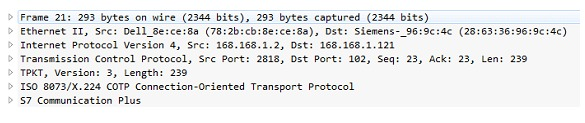 Frame 21: 293 bytes on wire (2344 bits), 293 bytes captured (2344 bits)
Ethernet II, Src: Dell_8e:ce:8a (78:2b:cb:8e:ce:8a), Dst: Siemens-_96:9c:4c (28:63:36:96:9c:4c)
Internet Protocol Version 4, Src: 168.168.1.2, Dst: 168.168.1.121
Transmission Control Protocol, Src Port: 2818, Dst Port: 102, Seq: 23, Ack: 23, Len: 239
TPKT, Version: 3, Length: 239
ISO 8073/X.224 COTP Connection-Oriented Transport Protocol
S7 Communication Plus